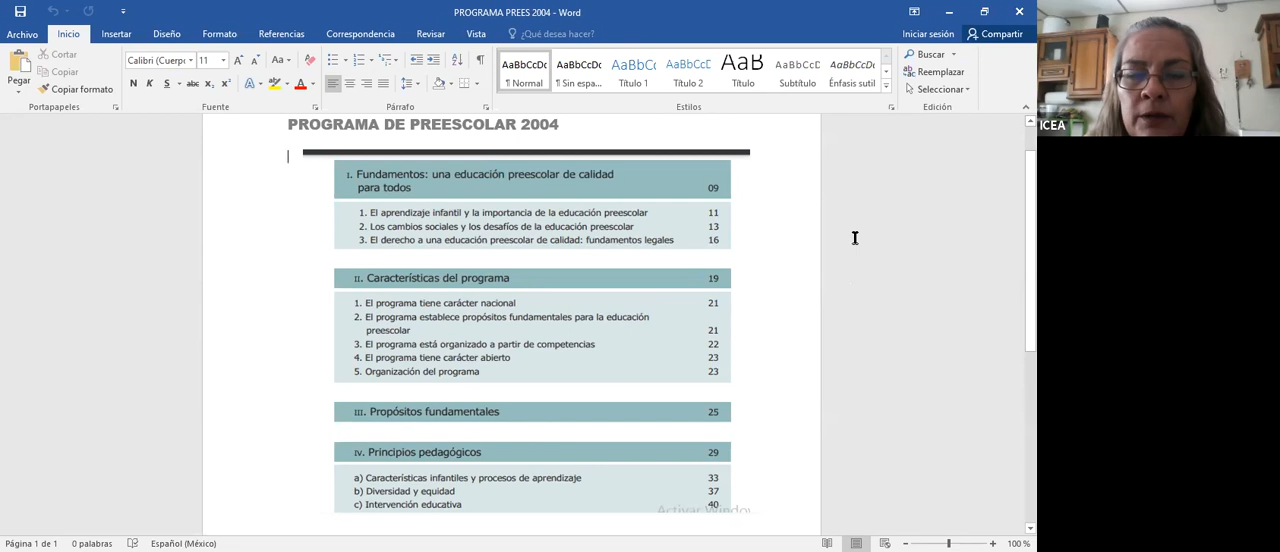 PROGRAMA PREES 2004 - Word
Archivo Inicio Insertar Diseño Formato Referencias Correspondencia Revisar Vista ¿Qué desea hacer? Iniciar sesión Compartir
Pegar
Cortar
Copiar
Copiar formato
Portapapeles
Calibri (Cuerpo 11
N K S abc x₂ x²
Fuente
Párrafo
AaBbCcDc AaBbCcDc AaBbCc AaBbCcD AaB AaBbCcD AaBbCcDc
¶ Normal ¶ Sin espa... Título 1 Título 2 Título Subtítulo Énfasis sutil
Estilos
Buscar
Reemplazar
Seleccionar
Edición
ICEA
PROGRAMA DE PREESCOLAR 2004
I. Fundamentos: una educación preescolar de calidad
para todos 09
1. El aprendizaje infantil y la importancia de la educación preescolar 11
2. Los cambios sociales y los desafíos de la educación preescolar 13
3. El derecho a una educación preescolar de calidad: fundamentos legales 16
II. Características del programa 19
1. El programa tiene carácter nacional 21
2. El programa establece propósitos fundamentales para la educación
preescolar 21
3. El programa está organizado a partir de competencias 22
4. El programa tiene carácter abierto 23
5. Organización del programa 23
III. Propósitos fundamentales 25
IV. Principios pedagógicos 29
a) Características infantiles y procesos de aprendizaje 33
b) Diversidad y equidad 37
c) Intervención educativa 40
Activar Window
Página 1 de 1 0 palabras Español (México) 100 %